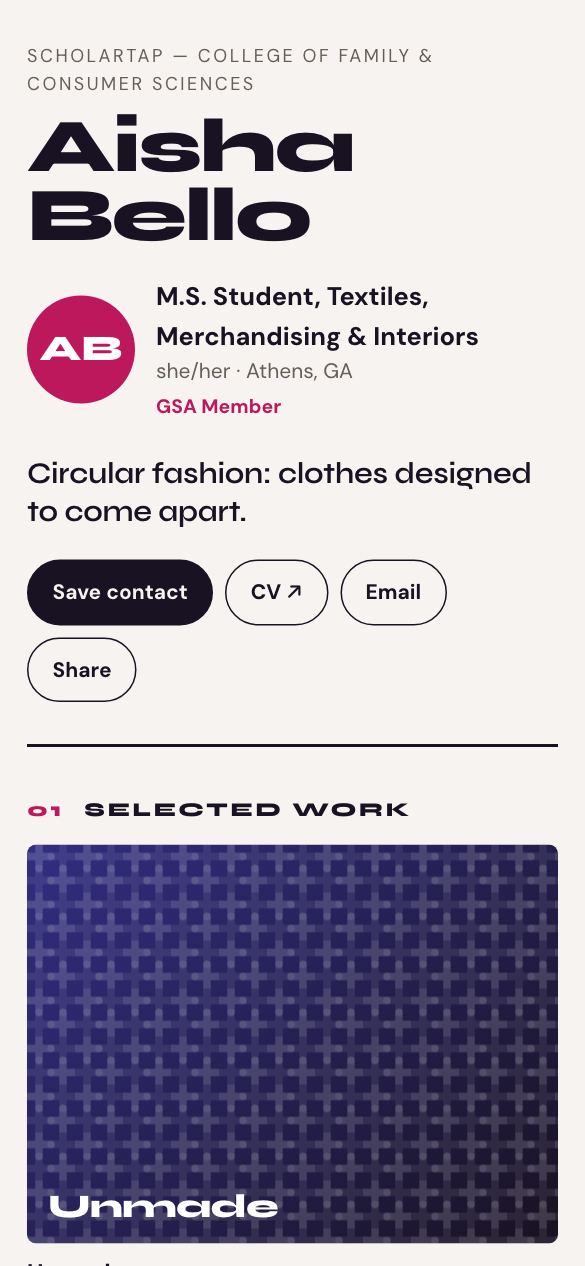 SCHOLARTAP — COLLEGE OF FAMILY &
CONSUMER SCIENCES
Aisha
Bello
AB
M.S. Student, Textiles,
Merchandising & Interiors
she/her · Athens, GA
GSA Member
Circular fashion: clothes designed
to come apart.
Save contact
CV ↗
Email
Share
01 SELECTED WORK
Unmade